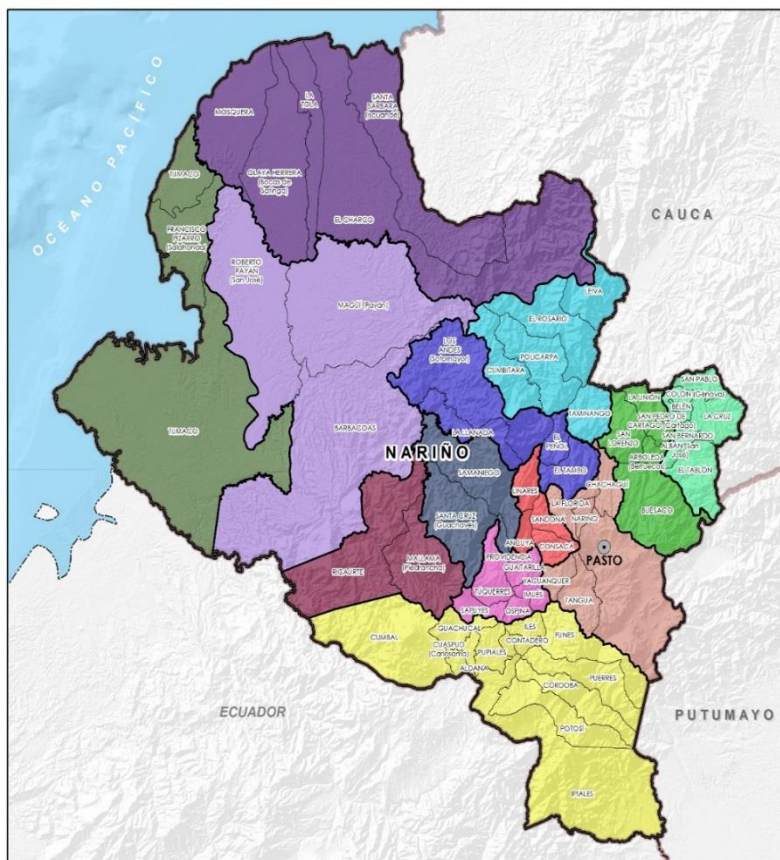 OCÉANO PACÍFICO
MOSQUERA
LA
TOLA
SANTA
BÁRBARA
(Iscuandé)
TUMACO
OLAYA HERRERA
(Bocas de
Satinga)
EL CHARCO
CAUCA
FRANCISCO
PIZARRO
(Salahonda)
ROBERTO
PAYÁN
(San José)
MAGÜÍ (Payán)
LEIVA
EL ROSARIO
POLICARPA
CUMBITARA
LOS
ANDES
(Sotomayor)
TAMINANGO
SAN PABLO
LA UNIÓN
COLÓN (Génova)
BELÉN
SAN PEDRO DE
CARTAGO (Cartago)
LA CRUZ
SAN
LORENZO
SAN BERNARDO
ALBÁN (San
José)
ARBOLEDA
(Berruecos)
EL TABLÓN
TUMACO
BARBACOAS
LA LLANADA
NARIÑO
EL
PEÑOL
EL TAMBO
SAMANIEGO
CHACHAGÜÍ
LINARES
LA FLORIDA
BUESACO
SANTA CRUZ
(Guachavés)
SANDONÁ
NARIÑO
ANCUYA
CONSACA
PASTO
RICAURTE
MALLAMA
(Piedrancha)
PROVIDENCIA
GUAITARILLA
YACUANQUER
TÚQUERRES
IMUÉS
TANGUA
SAPUYES
OSPINA
CUMBAL
GUACHUCAL
ILES
FUNES
CUASPUD
(Carlosama)
CONTADERO
PUPIALES
ALDANA
PUERRES
CÓRDOBA
ECUADOR
PUTUMAYO
POTOSÍ
IPIALES